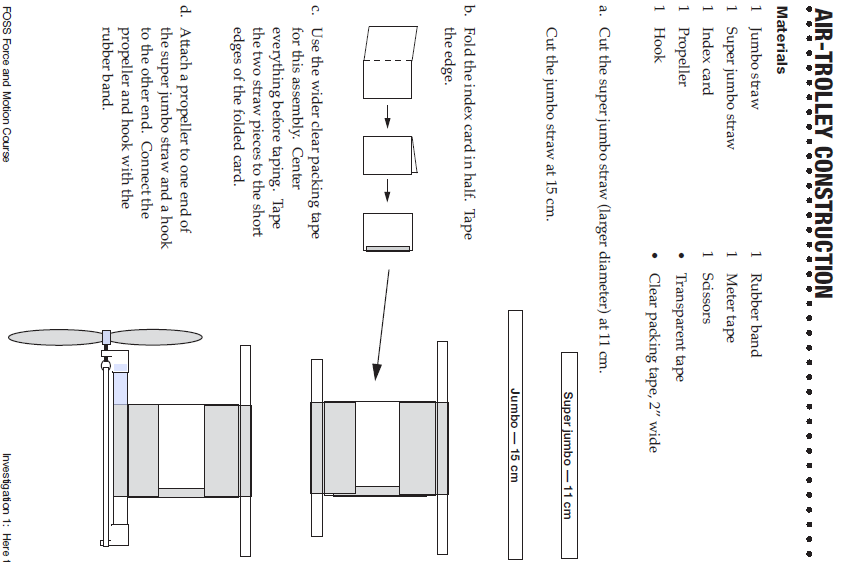 AIR-TROLLEY CONSTRUCTION
Materials
1 Jumbo straw
1 Super jumbo straw
1 Index card
1 Propeller
1 Hook
1 Rubber band
1 Meter tape
1 Scissors
• Transparent tape
• Clear packing tape, 2" wide
a. Cut the super jumbo straw (larger diameter) at 11 cm.
Cut the jumbo straw at 15 cm.
Super jumbo — 11 cm
Jumbo — 15 cm
b. Fold the index card in half. Tape
the edge.
c. Use the wider clear packing tape
for this assembly. Center
everything before taping. Tape
the two straw pieces to the short
edges of the folded card.
d. Attach a propeller to one end of
the super jumbo straw and a hook
to the other end. Connect the
propeller and hook with the
rubber band.
FOSS Force and Motion Course
Investigation 1: Here